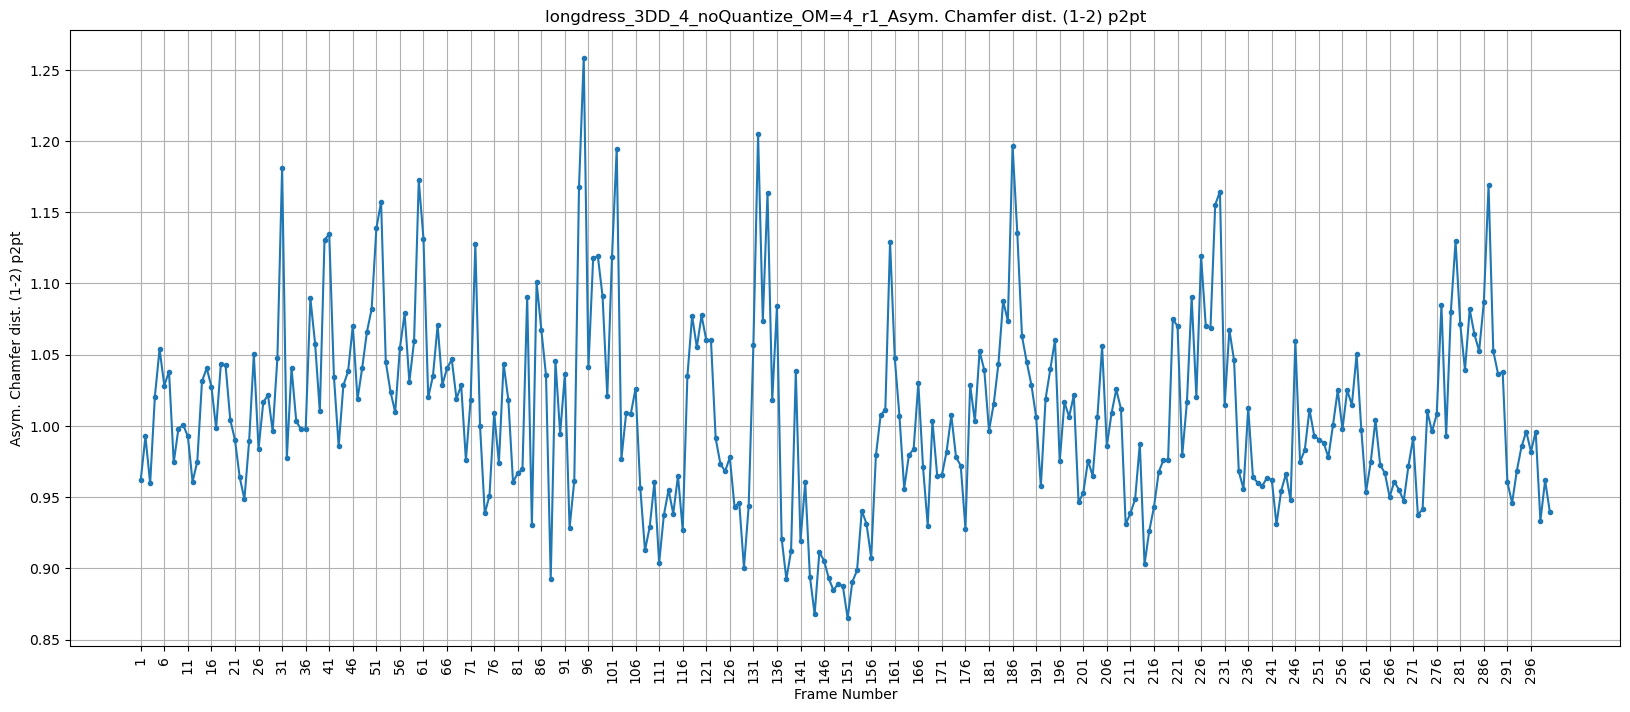 longdress_3DD_4_noQuantize_OM=4_r1_Asym. Chamfer dist. (1-2) p2pt
Asym. Chamfer dist. (1-2) p2pt
1.25
1.20
1.15
1.10
1.05
1.00
0.95
0.90
0.85
1 6 11 16 21 26 31 36 41 46 51 56 61 66 71 76 81 86 91 96 101 106 111 116 121 126 131 136 141 146 151 156 161 166 171 176 181 186 191 196 201 206 211 216 221 226 231 236 241 246 251 256 261 266 271 276 281 286 291 296
Frame Number